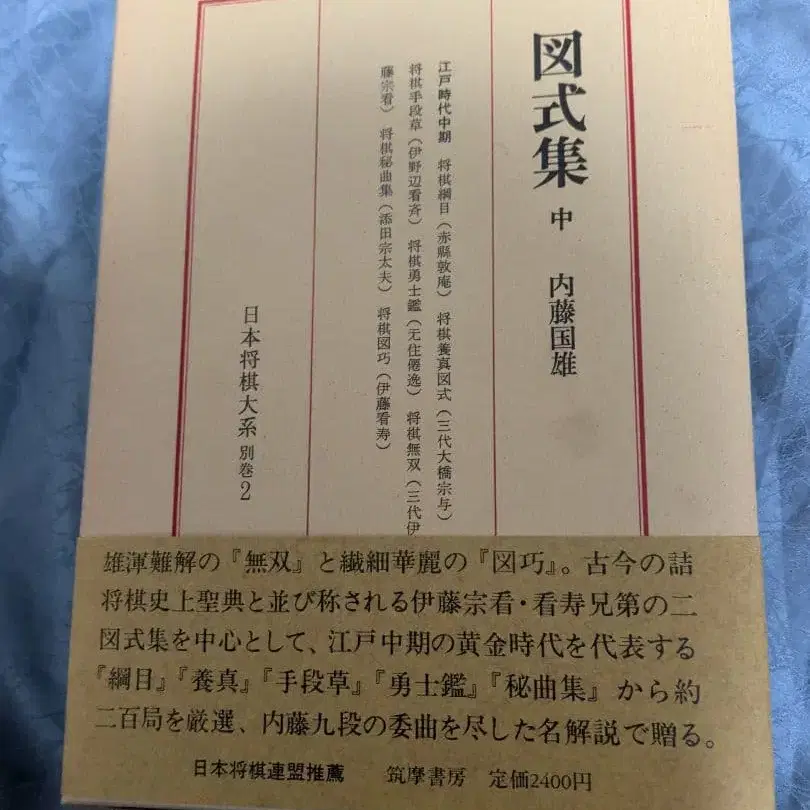 図式集 中 内藤国雄
江戸時代中期 将棋綱目(赤縣敦庵) 将棋養真図式(三代大橋宗与)
将棋手段草(伊野辺看斉) 将棋勇士鑑(无住僊逸) 将棋無双(三代伊
藤宗看) 将棋秘曲集(添田宗太夫) 将棋図巧(伊藤看寿)
日本将棋大系 別巻2
雄渾難解の『無双』と繊細華麗の『図巧』。古今の詰
将棋史上聖典と並び称される伊藤宗看・看寿兄第の二
図式集を中心として、江戸中期の黄金時代を代表する
『綱目』『養真』『手段草』『勇士鑑』『秘曲集』から約
二百局を厳選、内藤九段の委曲を尽した名解説で贈る。
日本将棋連盟推薦 筑摩書房 定価2400円